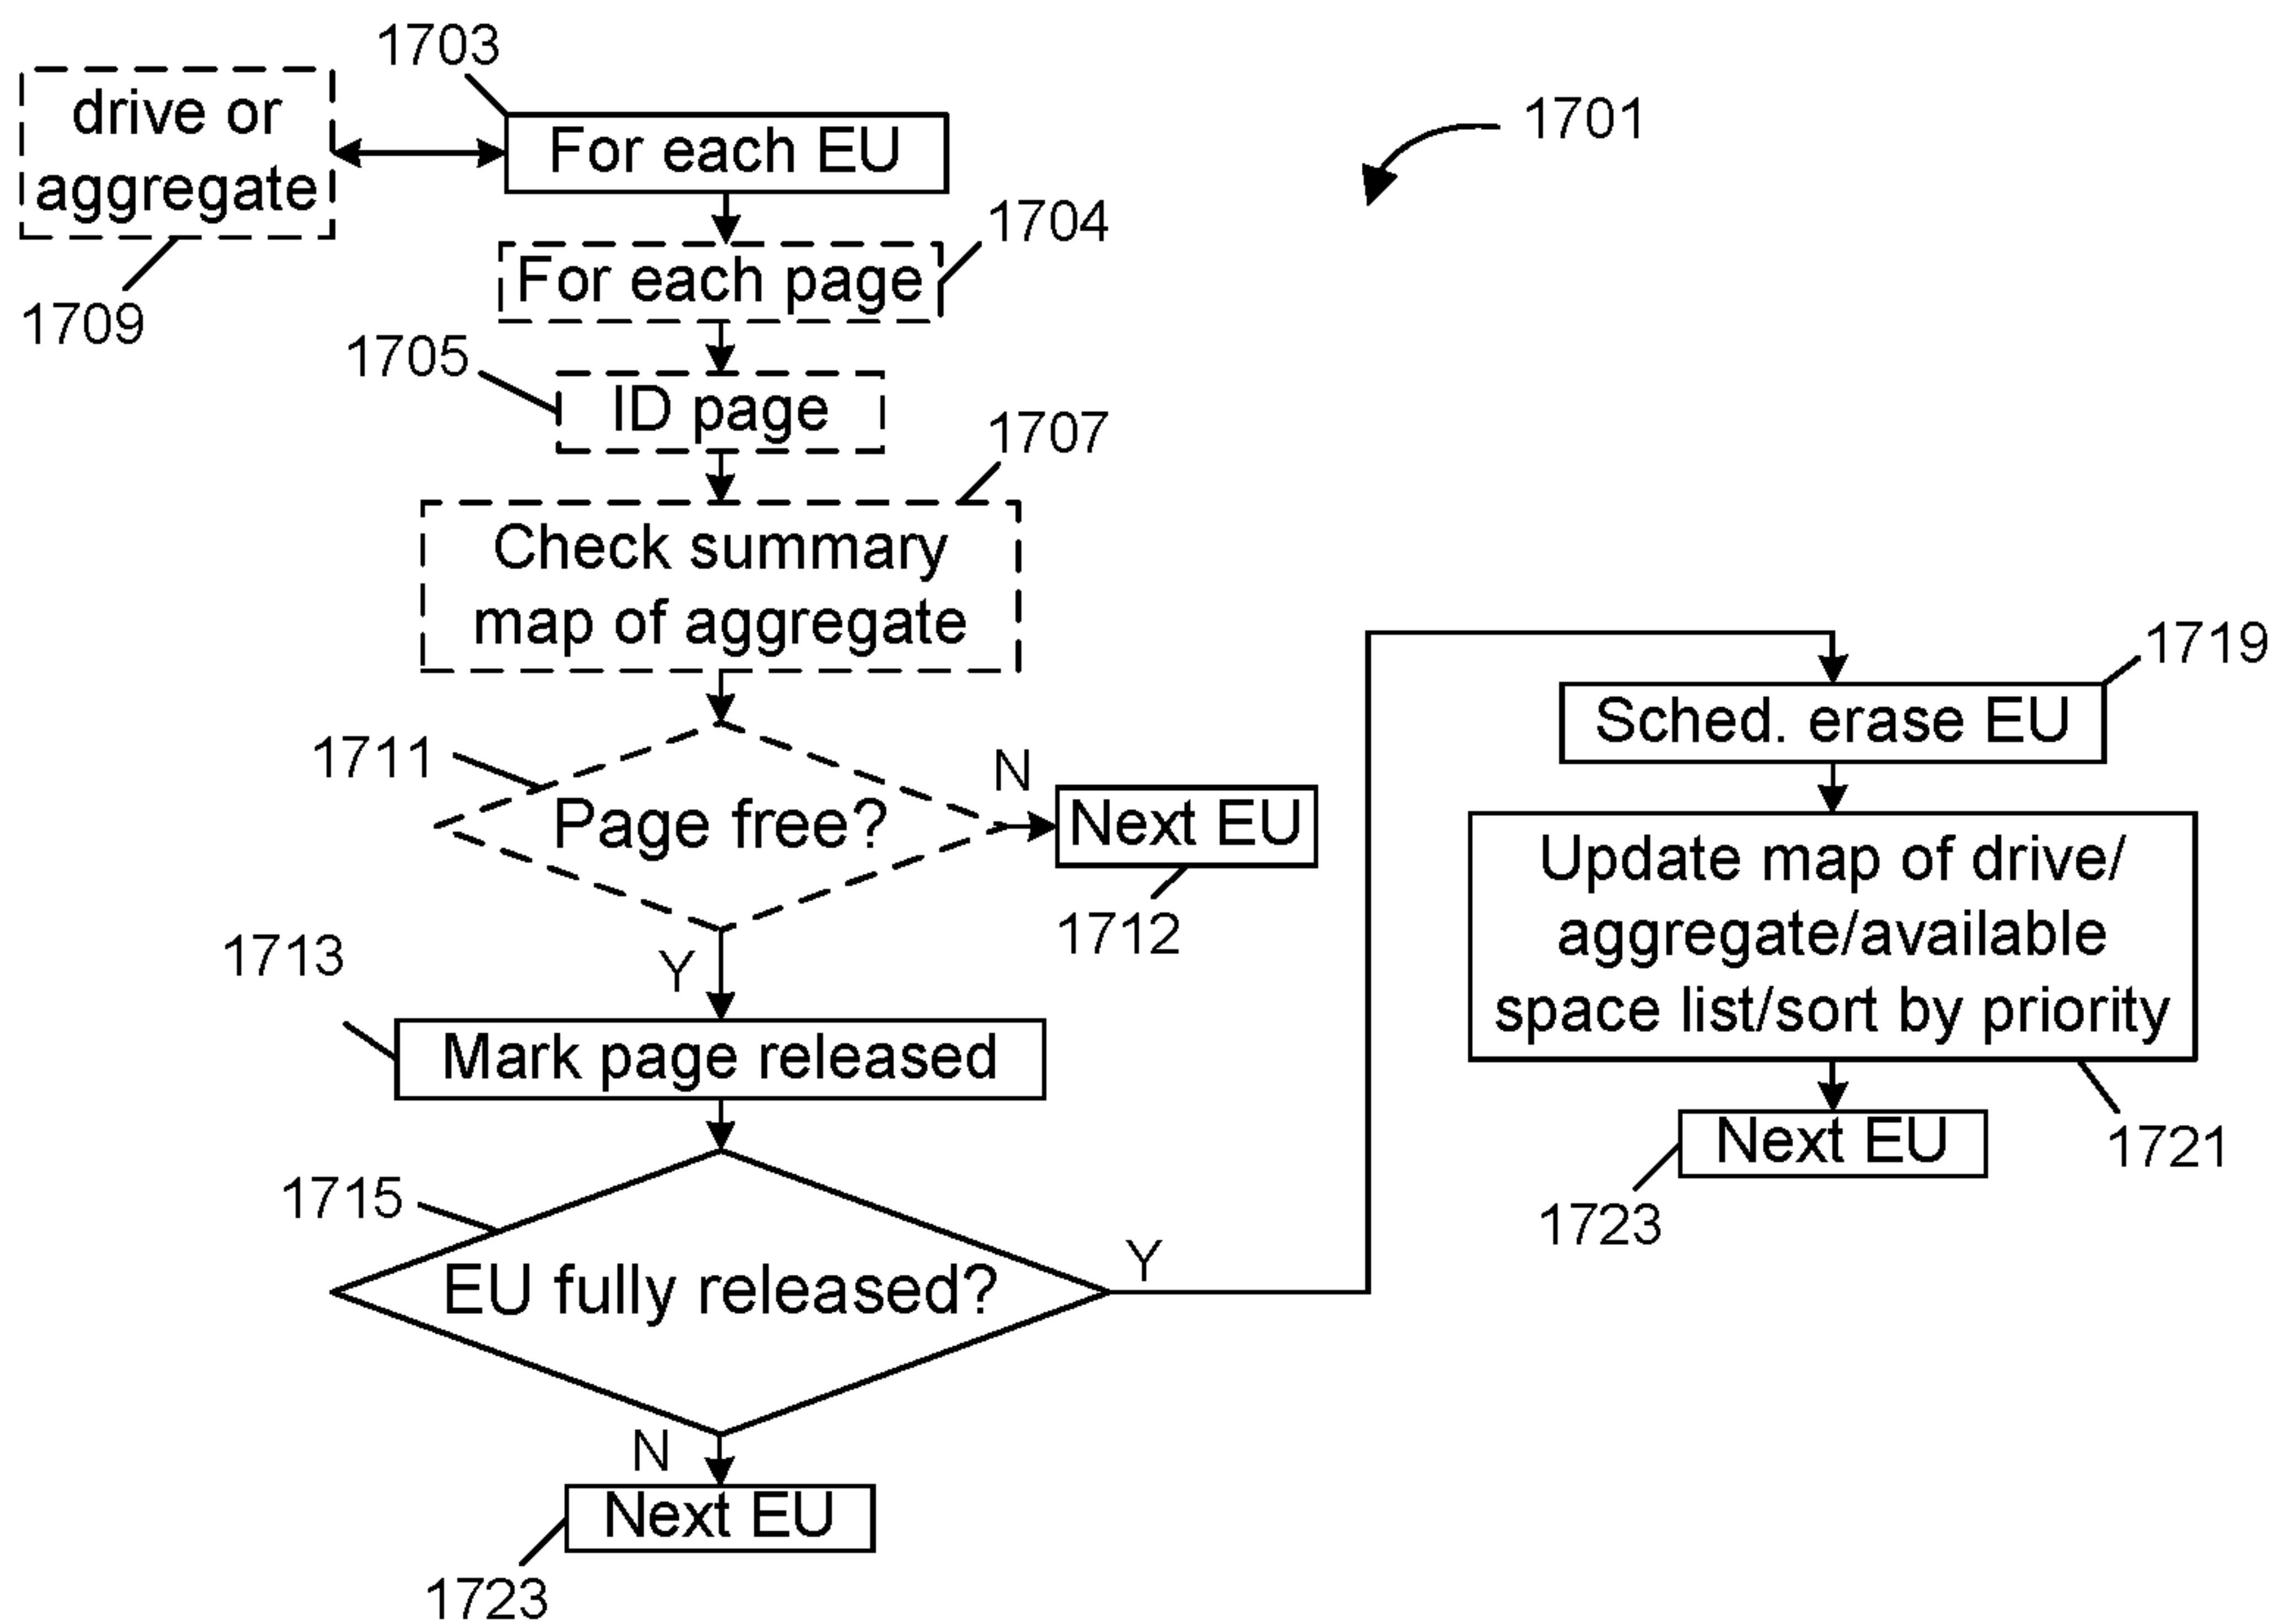 1703
drive or
aggregate
For each EU
1701
1709
1704
For each page
1705
ID page
1707
Check summary
map of aggregate
1711
Page free?
N
Next EU
1712
Y
1713
Mark page released
1715
EU fully released?
Y
N
Next EU
1723
1719
Sched. erase EU
Update map of drive/
aggregate/available
space list/sort by priority
1721
Next EU
1723